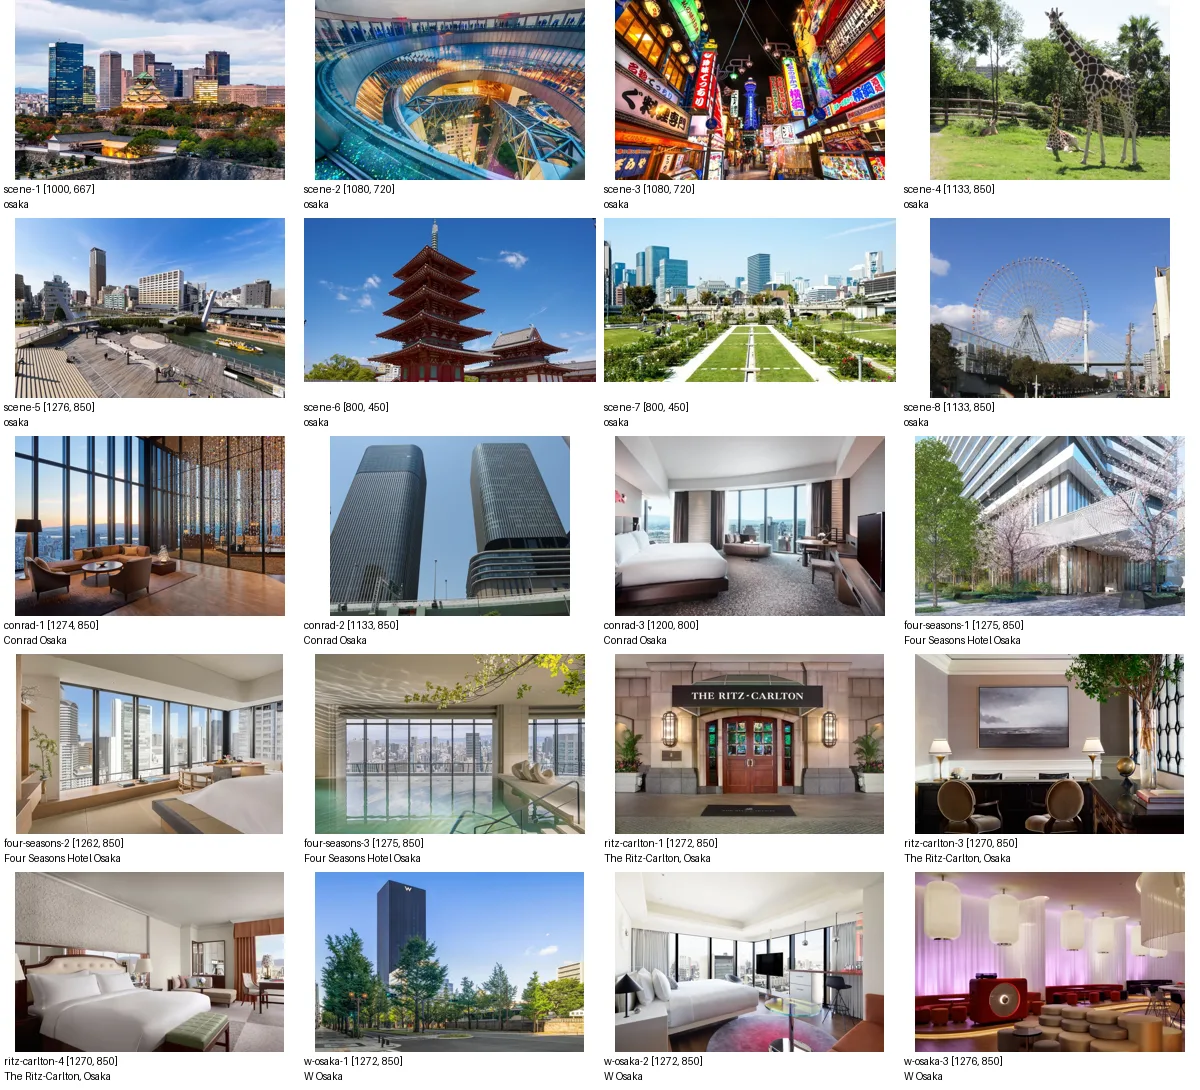 scene-1 [1000, 667]
osaka
scene-2 [1080, 720]
osaka
scene-3 [1080, 720]
osaka
scene-4 [1133, 850]
osaka
scene-5 [1276, 850]
osaka
scene-6 [800, 450]
osaka
scene-7 [800, 450]
osaka
scene-8 [1133, 850]
osaka
conrad-1 [1274, 850]
Conrad Osaka
conrad-2 [1133, 850]
Conrad Osaka
conrad-3 [1200, 800]
Conrad Osaka
four-seasons-1 [1275, 850]
Four Seasons Hotel Osaka
four-seasons-2 [1262, 850]
Four Seasons Hotel Osaka
four-seasons-3 [1275, 850]
Four Seasons Hotel Osaka
THE RITZ-CARLTON
ritz-carlton-1 [1272, 850]
The Ritz-Carlton, Osaka
ritz-carlton-3 [1270, 850]
The Ritz-Carlton, Osaka
ritz-carlton-4 [1270, 850]
The Ritz-Carlton, Osaka
W
w-osaka-1 [1272, 850]
W Osaka
w-osaka-2 [1272, 850]
W Osaka
w-osaka-3 [1276, 850]
W Osaka